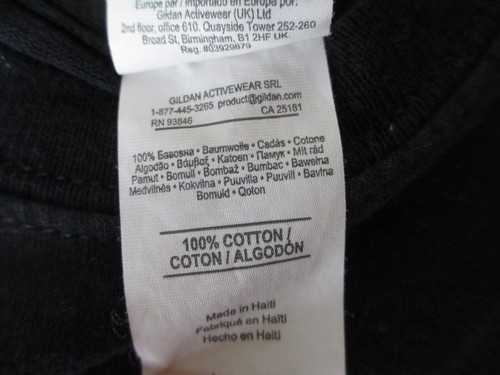 Europe par / Importado en Europa por:
Gildan Activewear (UK) Ltd
2nd floor, office 610. Quayside Tower 252-260
Broad St, Birmingham, B1 2HF UK
Reg. #03929879
GILDAN ACTIVEWEAR SRL
1-877-445-3265 product@gildan.com
RN 93846 CA 25181
100% Бавовна • Baumwolle • Cadás • Cotone
Algodão • Βάμβαξ • Katoen • Памук • Mit rád
Pamut • Bomull • Bombaž • Bumbac • Bawełna
Medvilnės • Kokvilna • Puuvilla • Puuvill • Bavlna
Bomuld • Qoton
100% COTTON /
COTON / ALGODÓN
Made in Haiti
Fabriqué en Haïti
Hecho en Haití